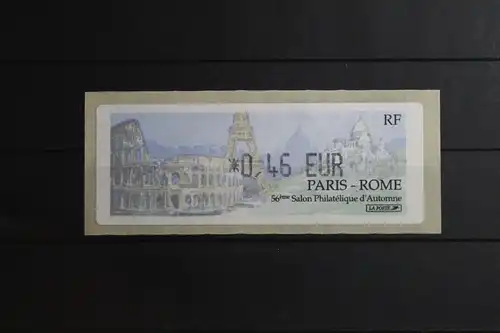 RF
*0,46 EUR
PARIS - ROME
56ème Salon Philatélique d'Automne
LA POSTE